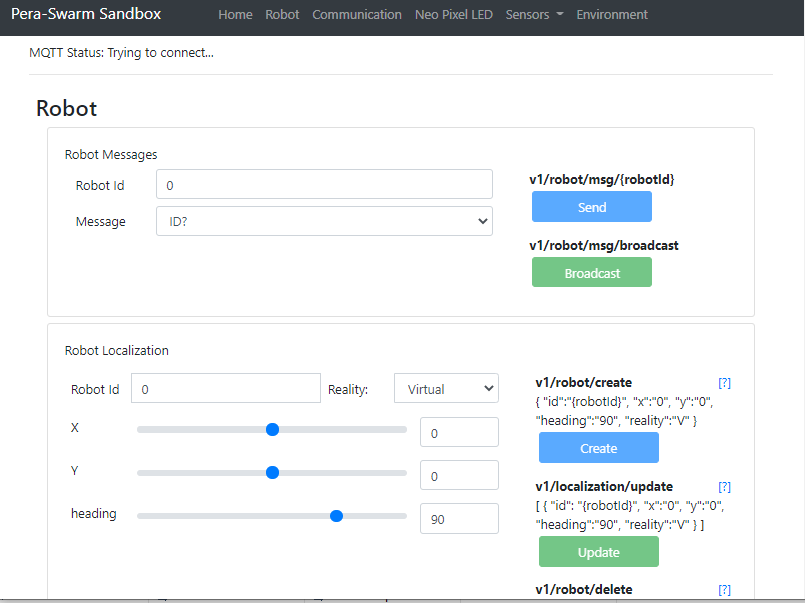 Pera-Swarm Sandbox Home Robot Communication Neo Pixel LED Sensors Environment
MQTT Status: Trying to connect...
Robot
Robot Messages
Robot Id 0
Message ID?
v1/robot/msg/{robotId}
Send
v1/robot/msg/broadcast
Broadcast
Robot Localization
Robot Id 0 Reality: Virtual
X 0
Y 0
heading 90
v1/robot/create [?]
{ "id":"{robotId}", "x":"0", "y":"0",
"heading":"90", "reality":"V" }
Create
v1/localization/update [?]
[ { "id": "{robotId}", "x":"0", "y":"0",
"heading":"90", "reality":"V" } ]
Update
v1/robot/delete [?]